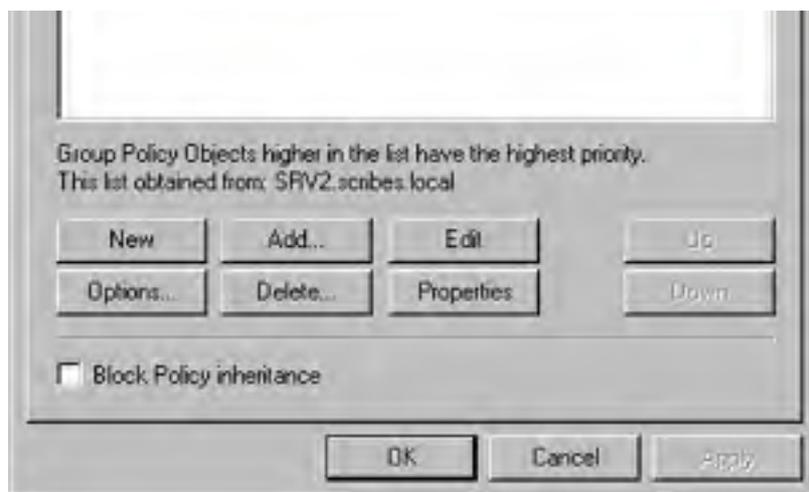 Group Policy Objects higher in the list have the highest priority.
This list obtained from: SRV2.scribes.local
New Add... Edit Up
Options... Delete... Properties Down
Block Policy inheritance
OK Cancel Apply